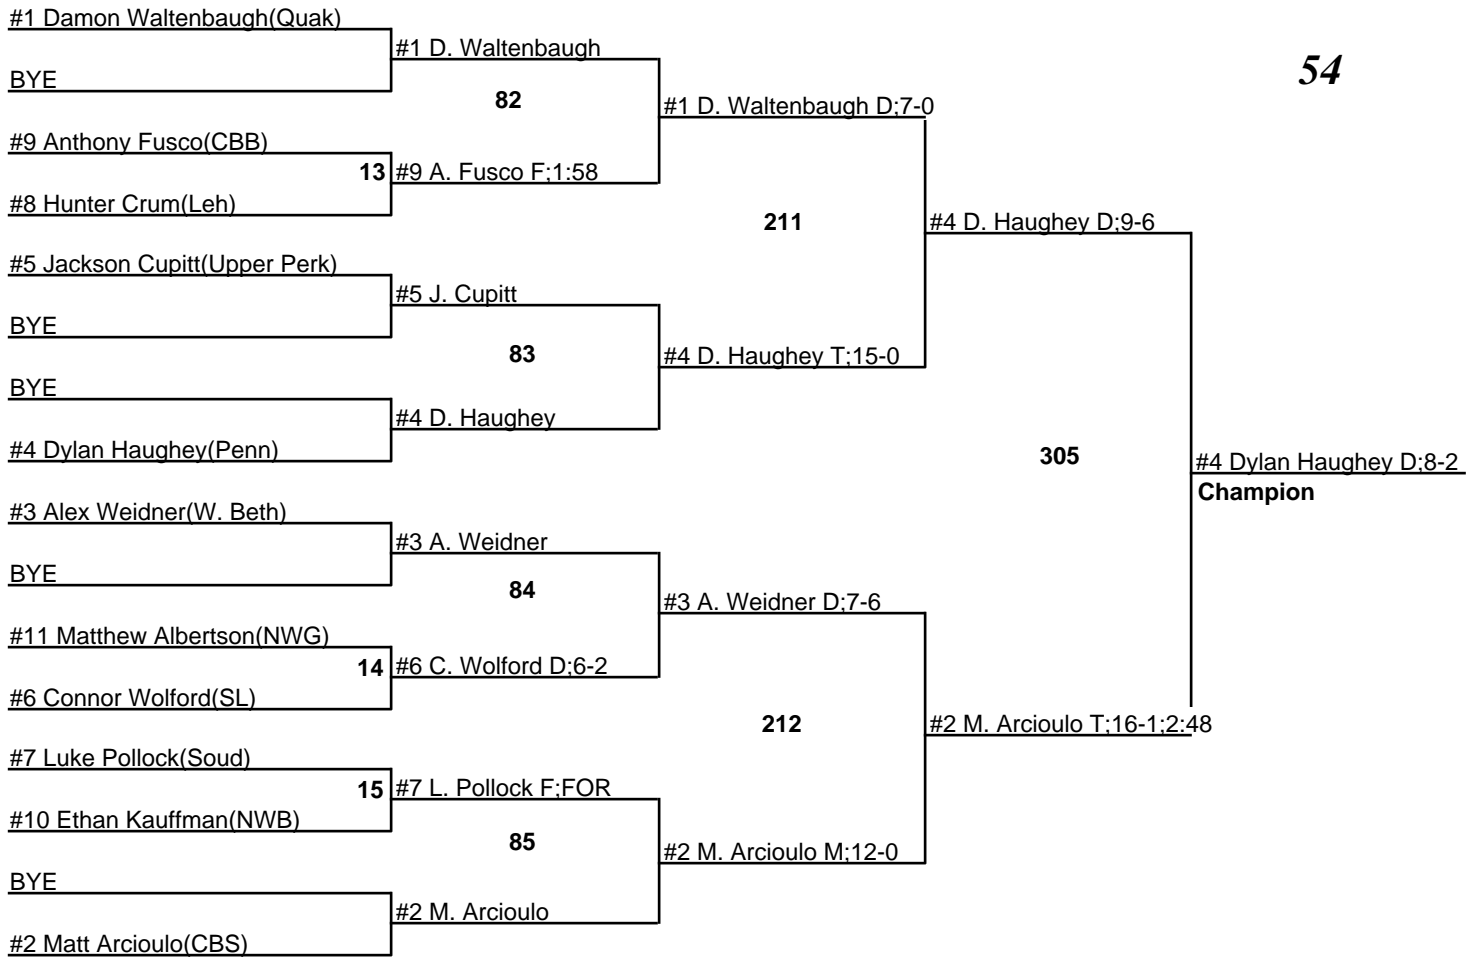 #1 Damon Waltenbaugh(Quak)
BYE
#9 Anthony Fusco(CBB)
#8 Hunter Crum(Leh)
#5 Jackson Cupitt(Upper Perk)
BYE
BYE
#4 Dylan Haughey(Penn)
#3 Alex Weidner(W. Beth)
BYE
#11 Matthew Albertson(NWG)
#6 Connor Wolford(SL)
#7 Luke Pollock(Soud)
#10 Ethan Kauffman(NWB)
BYE
#2 Matt Arcioulo(CBS)
#1 D. Waltenbaugh
82
13 #9 A. Fusco F;1:58
#5 J. Cupitt
83
#4 D. Haughey
#3 A. Weidner
84
14 #6 C. Wolford D;6-2
15 #7 L. Pollock F;FOR
85
#2 M. Arcioulo
#1 D. Waltenbaugh D;7-0
211
#4 D. Haughey T;15-0
#3 A. Weidner D;7-6
212
#2 M. Arcioulo M;12-0
#4 D. Haughey D;9-6
305
#2 M. Arcioulo T;16-1;2:48
54
#4 Dylan Haughey D;8-2
Champion